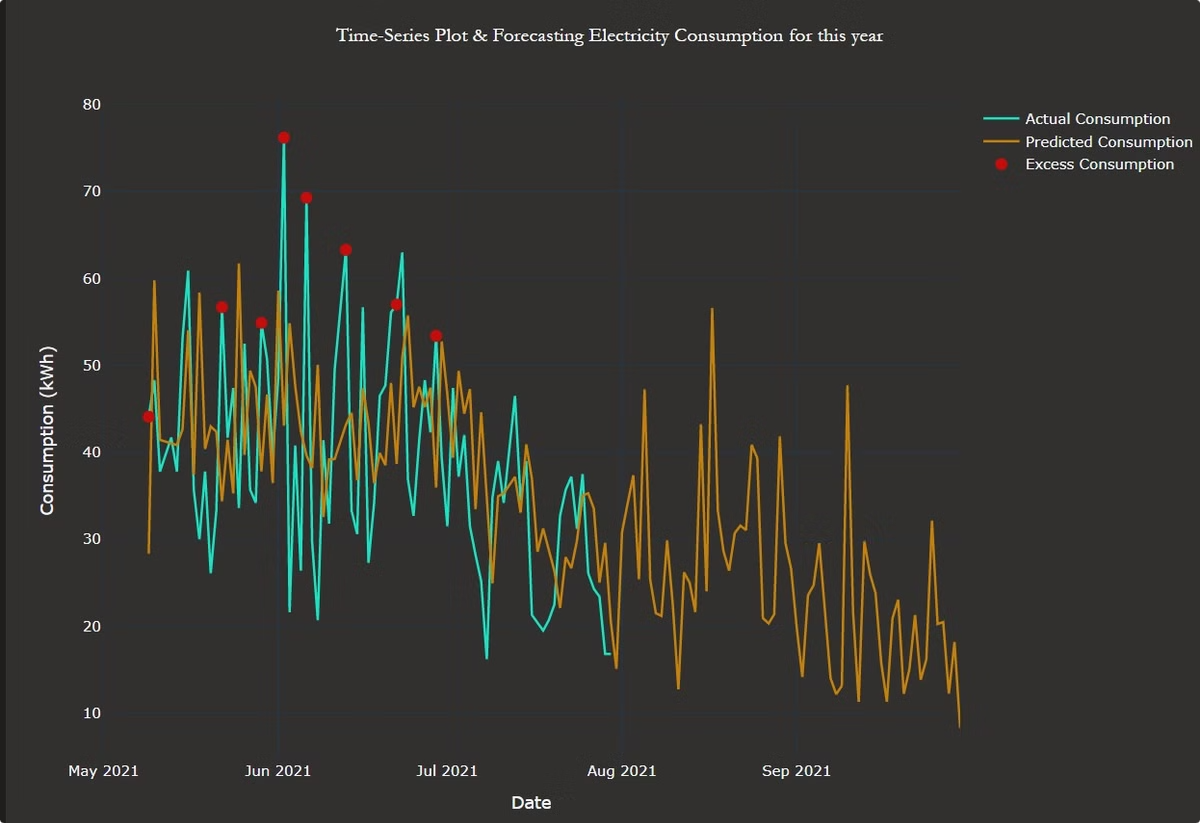 Time-Series Plot & Forecasting Electricity Consumption for this year
Actual Consumption
Predicted Consumption
Excess Consumption
Consumption (kWh)
80
70
60
50
40
30
20
10
May 2021
Jun 2021
Jul 2021
Aug 2021
Sep 2021
Date